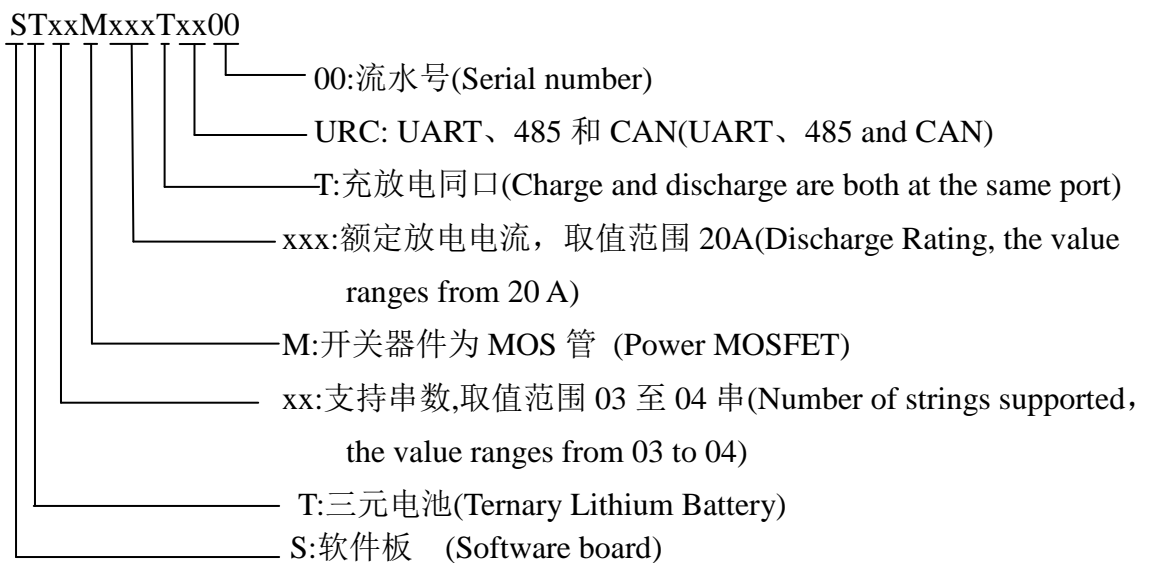 STxxMxxxTxx00
00:流水号(Serial number)
URC: UART、485 和 CAN(UART、485 and CAN)
T:充放电同口(Charge and discharge are both at the same port)
xxx:额定放电电流，取值范围 20A(Discharge Rating, the value
ranges from 20 A)
M:开关器件为 MOS 管 (Power MOSFET)
xx:支持串数,取值范围 03 至 04 串(Number of strings supported，
the value ranges from 03 to 04)
T:三元电池(Ternary Lithium Battery)
S:软件板 (Software board)